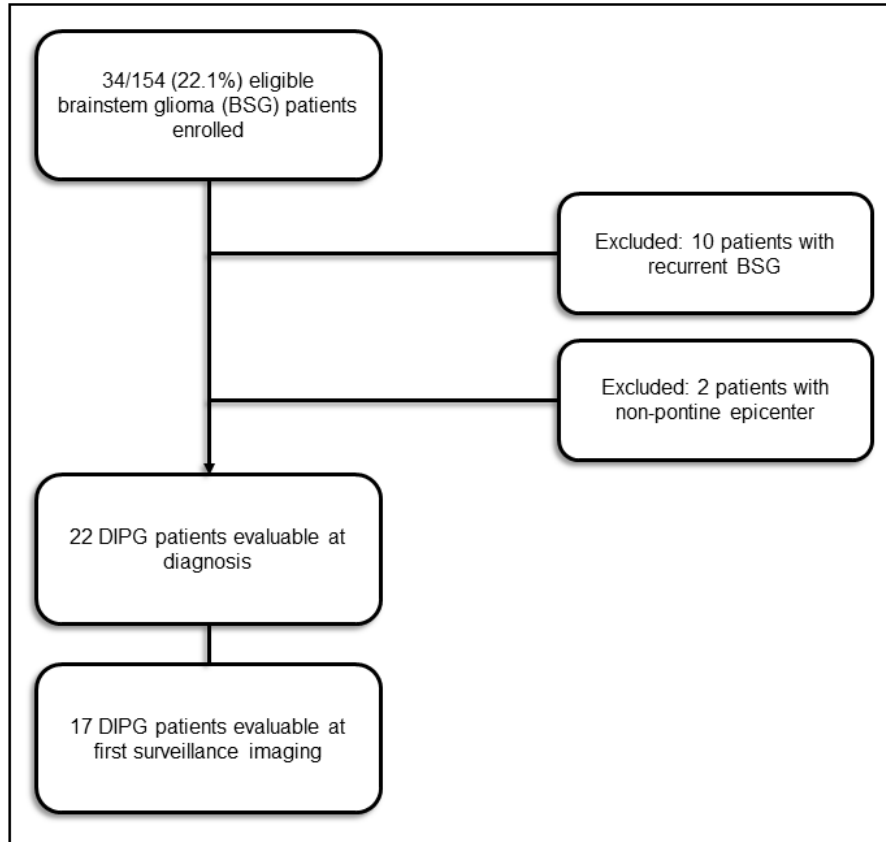 34/154 (22.1%) eligible
brainstem glioma (BSG) patients
enrolled
Excluded: 10 patients with
recurrent BSG
Excluded: 2 patients with
non-pontine epicenter
22 DIPG patients evaluable at
diagnosis
17 DIPG patients evaluable at
first surveillance imaging